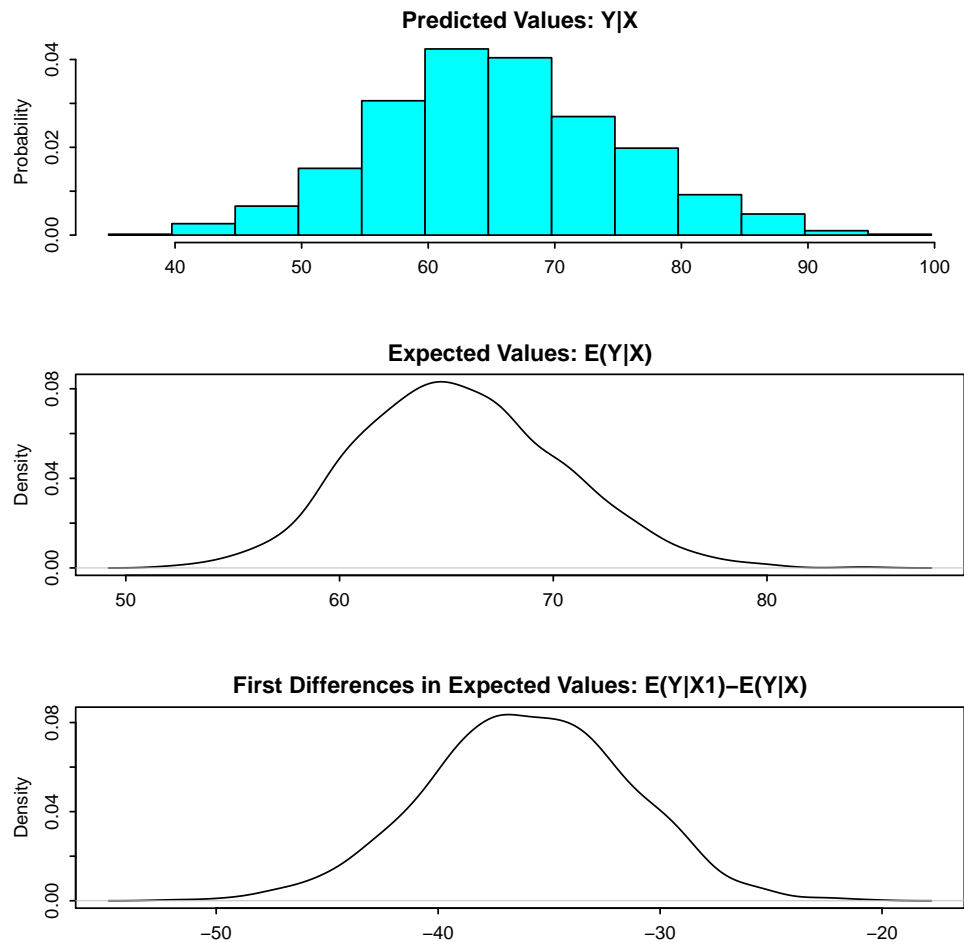 Predicted Values: Y|X
Probability
0.00 0.02 0.04
40 50 60 70 80 90 100
Expected Values: E(Y|X)
Density
0.00 0.04 0.08
50 60 70 80
First Differences in Expected Values: E(Y|X1)−E(Y|X)
Density
0.00 0.04 0.08
−50 −40 −30 −20